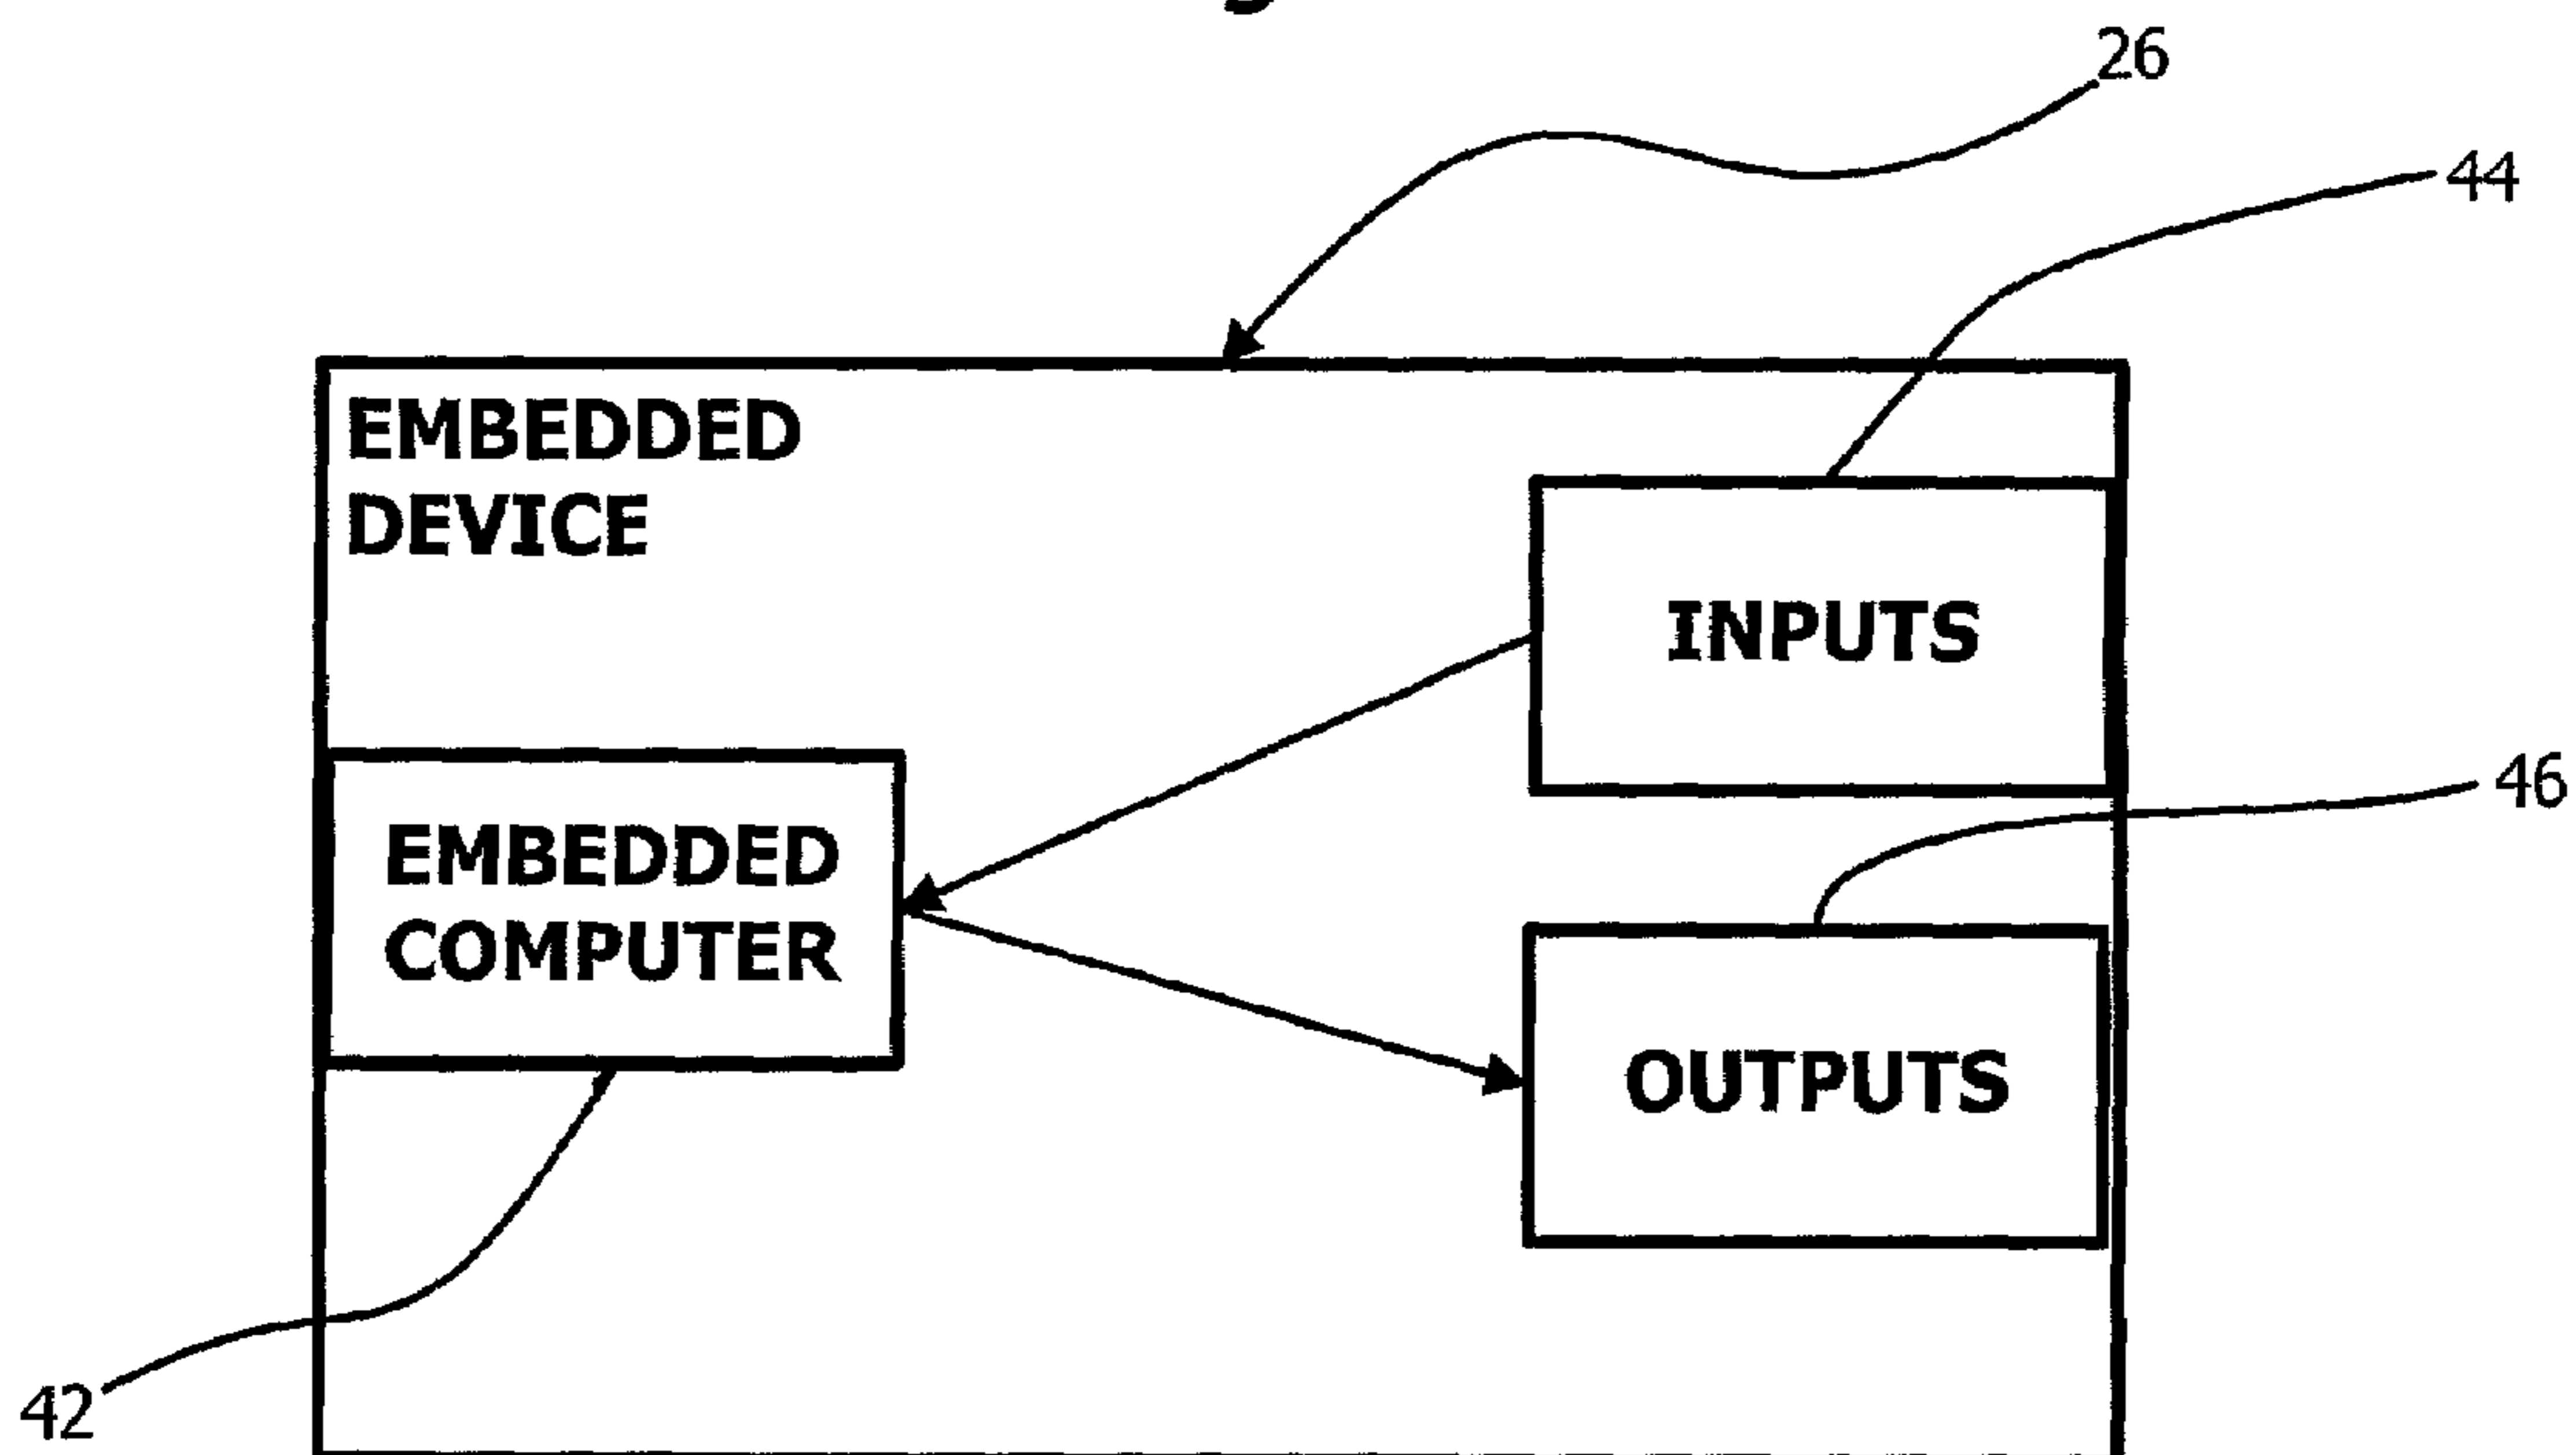 26
44
EMBEDDED
DEVICE
INPUTS
46
EMBEDDED
COMPUTER
OUTPUTS
42